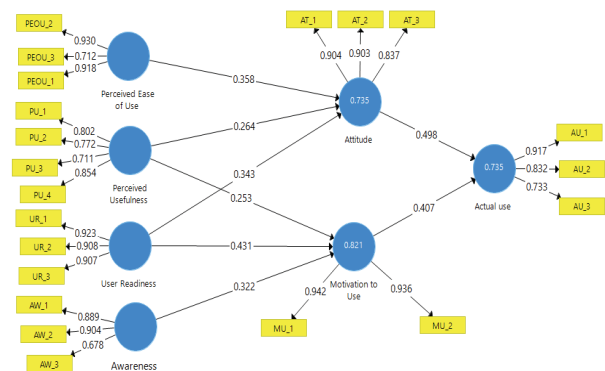 PEOU_2
0.930
PEOU_3
0.712
PEOU_1
0.918
Perceived Ease
of Use
PU_1
0.802
PU_2
0.772
PU_3
0.711
PU_4
0.854
Perceived
Usefulness
UR_1
0.923
UR_2
0.908
UR_3
0.907
User Readiness
AW_1
0.889
AW_2
0.904
AW_3
0.678
Awareness
0.358
0.264
0.343
0.253
0.431
0.322
AT_1
AT_2
AT_3
0.904
0.903
0.837
0.735
Attitude
0.821
Motivation to
Use
0.942
0.936
MU_1
MU_2
0.498
0.407
0.735
Actual use
0.917
AU_1
0.832
AU_2
0.733
AU_3